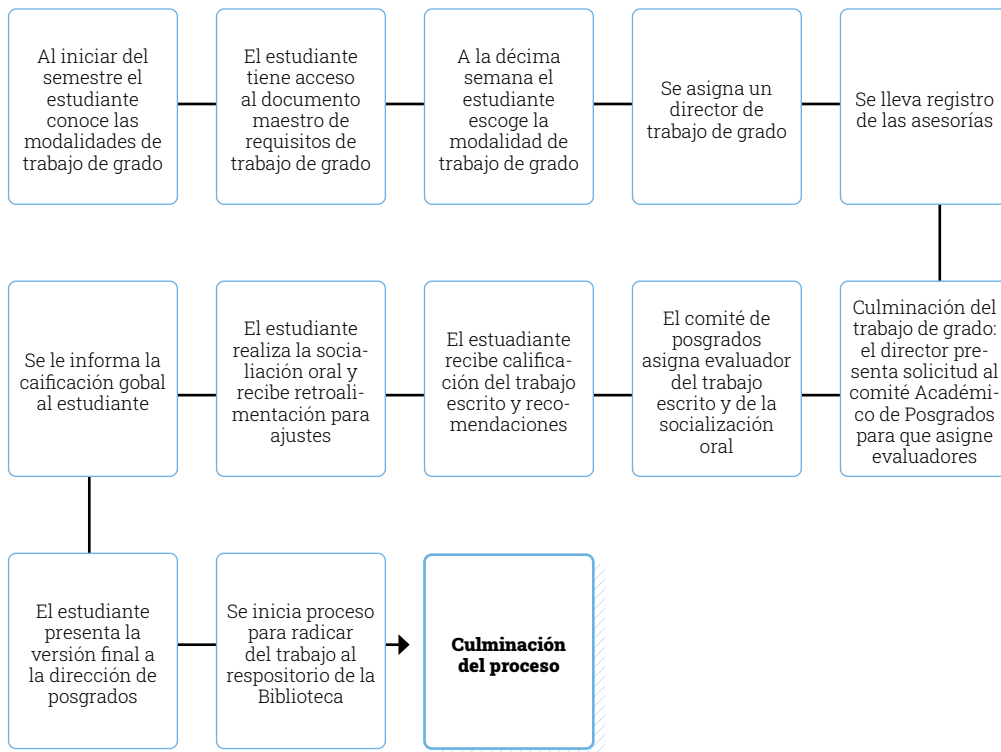 Al iniciar del
semestre el
estudiante
conoce las
modalidades de
trabajo de grado
El estudiante
tiene acceso
al documento
maestro de
requisitos de
trabajo de grado
A la décima
semana el
estudiante
escoge la
modalidad de
trabajo de grado
Se asigna un
director de
trabajo de grado
Se lleva registro
de las asesorías
Culminación del
trabajo de grado:
el director pre-
senta solicitud al
comité Académi-
co de Posgrados
para que asigne
evaluadores
El comité de
posgrados
asigna evaluador
del trabajo
escrito y de la
socialización
oral
El estuadiante
recibe califica-
ción del trabajo
escrito y reco-
mendaciones
El estudiante
realiza la socia-
liación oral y
recibe retroali-
mentación para
ajustes
Se le informa la
caificación gobal
al estudiante
El estudiante
presenta la
versión final a
la dirección de
posgrados
Se inicia proceso
para radicar
del trabajo al
respositorio de la
Biblioteca
Culminación
del proceso